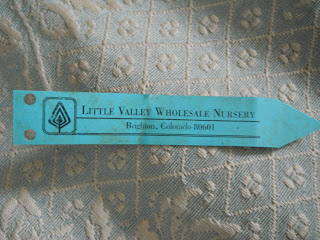 Little Valley Wholesale Nursery
Brighton, Colorado 80601